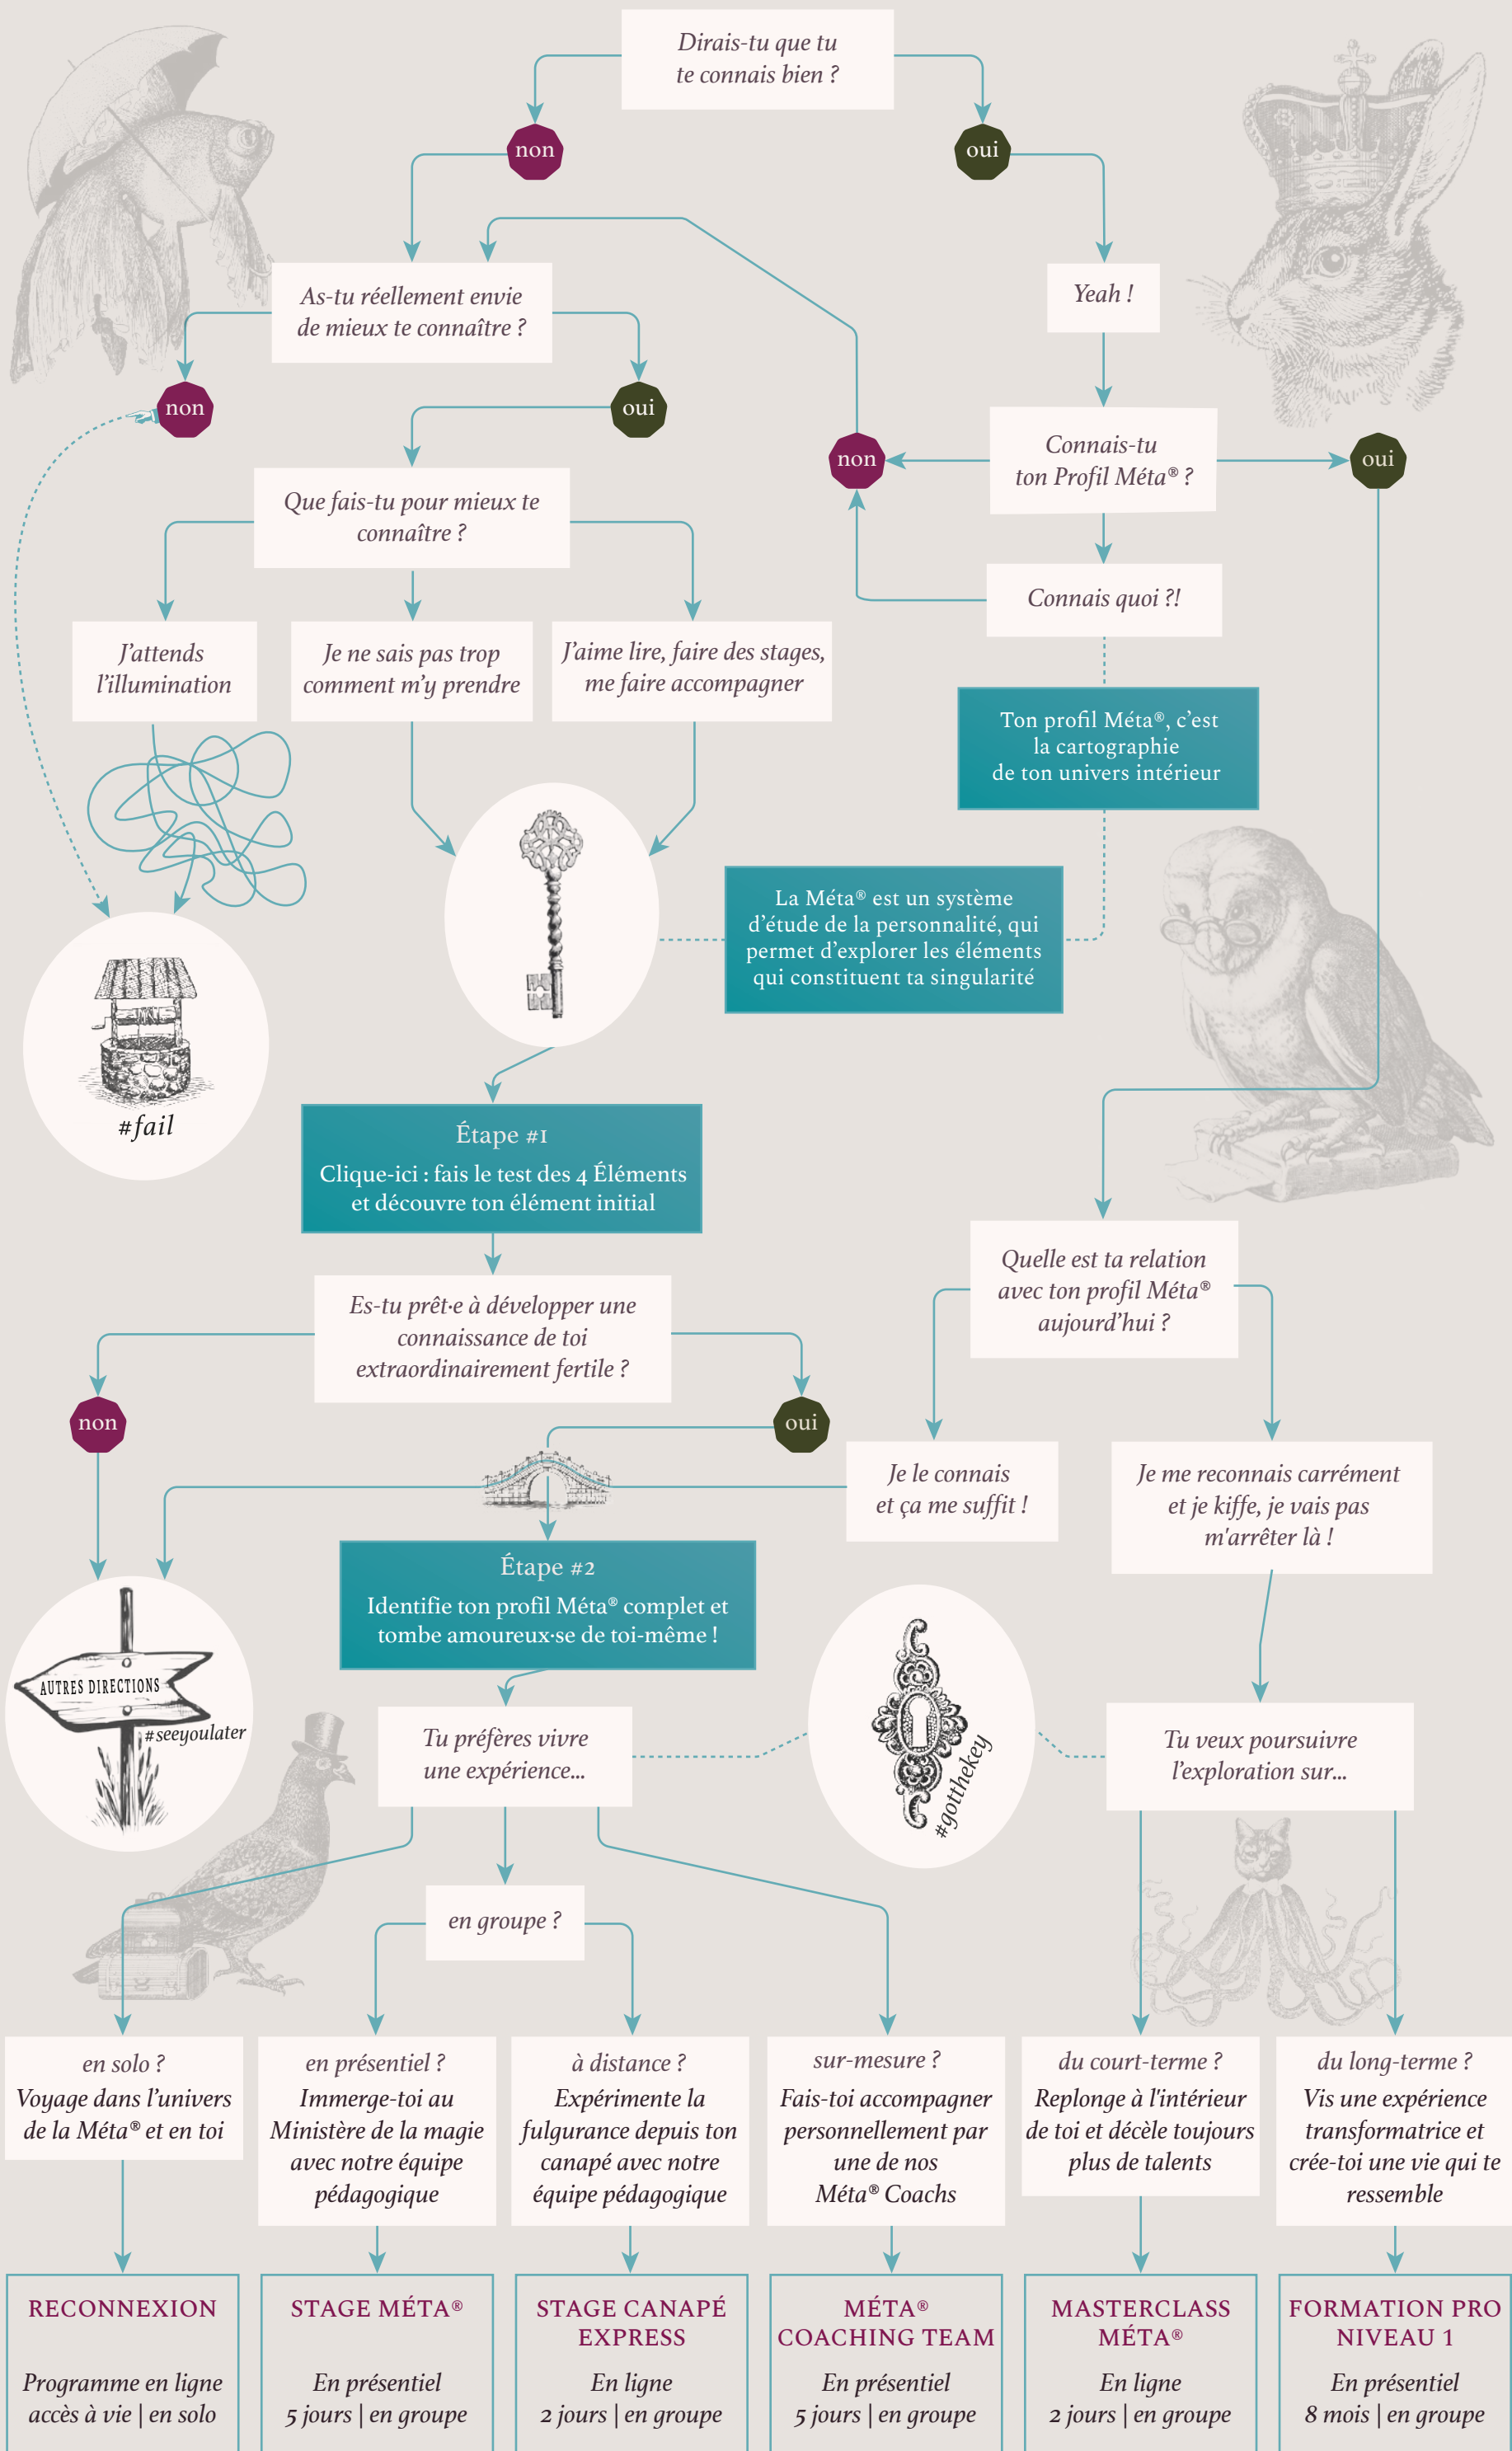 Dirais-tu que tu
te connais bien ?
non
oui
As-tu réellement envie
de mieux te connaître ?
Yeah !
non
oui
Connais-tu
ton Profil Méta® ?
non
oui
Que fais-tu pour mieux te
connaître ?
Connais quoi ?!
J'attends
l'illumination
Je ne sais pas trop
comment m'y prendre
J'aime lire, faire des stages,
me faire accompagner
Ton profil Méta®, c'est
la cartographie
de ton univers intérieur
La Méta® est un système
d'étude de la personnalité, qui
permet d'explorer les éléments
qui constituent ta singularité
#fail
Étape #1
Clique-ici : fais le test des 4 Éléments
et découvre ton élément initial
Quelle est ta relation
avec ton profil Méta®
aujourd'hui ?
Es-tu prêt·e à développer une
connaissance de toi
extraordinairement fertile ?
non
oui
Je le connais
et ça me suffit !
Je me reconnais carrément
et je kiffe, je vais pas
m'arrêter là !
Étape #2
Identifie ton profil Méta® complet et
tombe amoureux·se de toi-même !
AUTRES DIRECTIONS
#seeyoulater
Tu préfères vivre
une expérience...
#gotthekey
Tu veux poursuivre
l'exploration sur...
en groupe ?
en solo ?
Voyage dans l'univers
de la Méta® et en toi
en présentiel ?
Immerge-toi au
Ministère de la magie
avec notre équipe
pédagogique
à distance ?
Expérimente la
fulgurance depuis ton
canapé avec notre
équipe pédagogique
sur-mesure ?
Fais-toi accompagner
personnellement par
une de nos
Méta® Coachs
du court-terme ?
Replonge à l'intérieur
de toi et décèle toujours
plus de talents
du long-terme ?
Vis une expérience
transformatrice et
crée-toi une vie qui te
ressemble
RECONNEXION
Programme en ligne
accès à vie | en solo
STAGE MÉTA®
En présentiel
5 jours | en groupe
STAGE CANAPÉ
EXPRESS
En ligne
2 jours | en groupe
MÉTA®
COACHING TEAM
En présentiel
5 jours | en groupe
MASTERCLASS
MÉTA®
En ligne
2 jours | en groupe
FORMATION PRO
NIVEAU 1
En présentiel
8 mois | en groupe